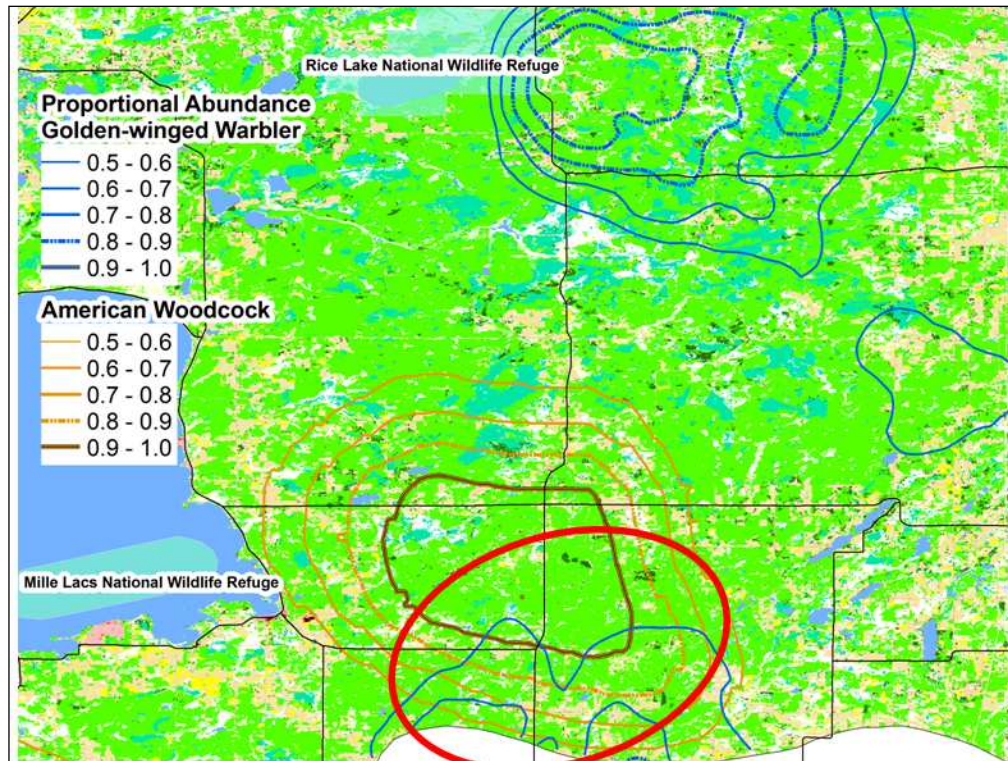 Rice Lake National Wildlife Refuge
Proportional Abundance
Golden-winged Warbler
0.5 - 0.6
0.6 - 0.7
0.7 - 0.8
0.8 - 0.9
0.9 - 1.0
American Woodcock
0.5 - 0.6
0.6 - 0.7
0.7 - 0.8
0.8 - 0.9
0.9 - 1.0
Mille Lacs National Wildlife Refuge